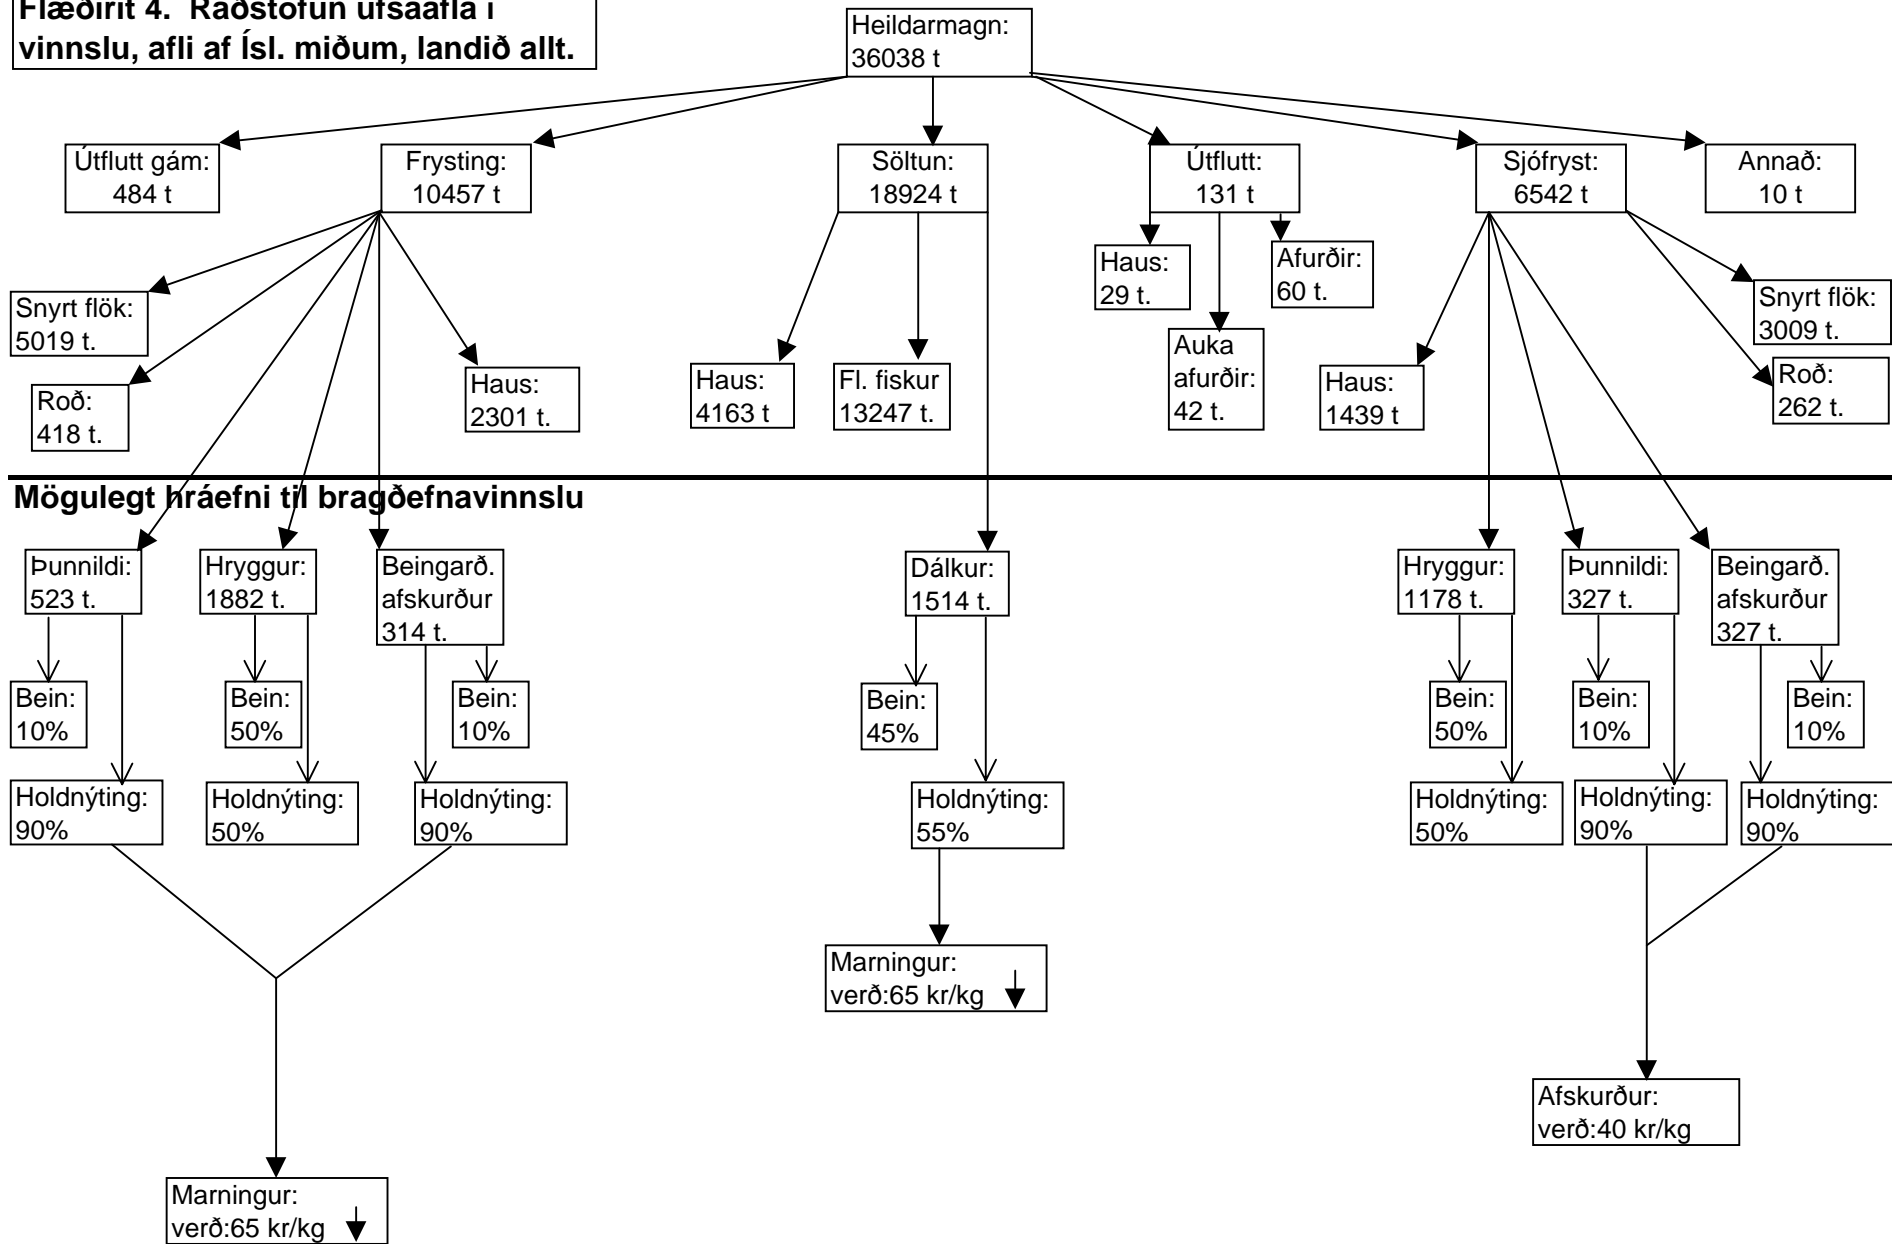 Flæðirit 4. Ráðstöfun ufsaafla í
vinnslu, afli af Ísl. miðum, landið allt.
Heildarmagn:
36038 t
Útflutt gám:
484 t
Frysting:
10457 t
Söltun:
18924 t
Útflutt:
131 t
Sjófryst:
6542 t
Annað:
10 t
Snyrt flök:
5019 t.
Roð:
418 t.
Haus:
2301 t.
Haus:
4163 t
Fl. fiskur
13247 t.
Haus:
29 t.
Auka
afurðir:
42 t.
Afurðir:
60 t.
Haus:
1439 t
Snyrt flök:
3009 t.
Roð:
262 t.
Mögulegt hráefni til bragðefnavinnslu
Þunnildi:
523 t.
Hryggur:
1882 t.
Beingarð.
afskurður
314 t.
Dálkur:
1514 t.
Hryggur:
1178 t.
Þunnildi:
327 t.
Beingarð.
afskurður
327 t.
Bein:
10%
Bein:
50%
Bein:
10%
Bein:
45%
Bein:
50%
Bein:
10%
Bein:
10%
Holdnýting:
90%
Holdnýting:
50%
Holdnýting:
90%
Holdnýting:
55%
Holdnýting:
50%
Holdnýting:
90%
Holdnýting:
90%
Marningur:
verð:65 kr/kg
Afskurður:
verð:40 kr/kg
Marningur:
verð:65 kr/kg